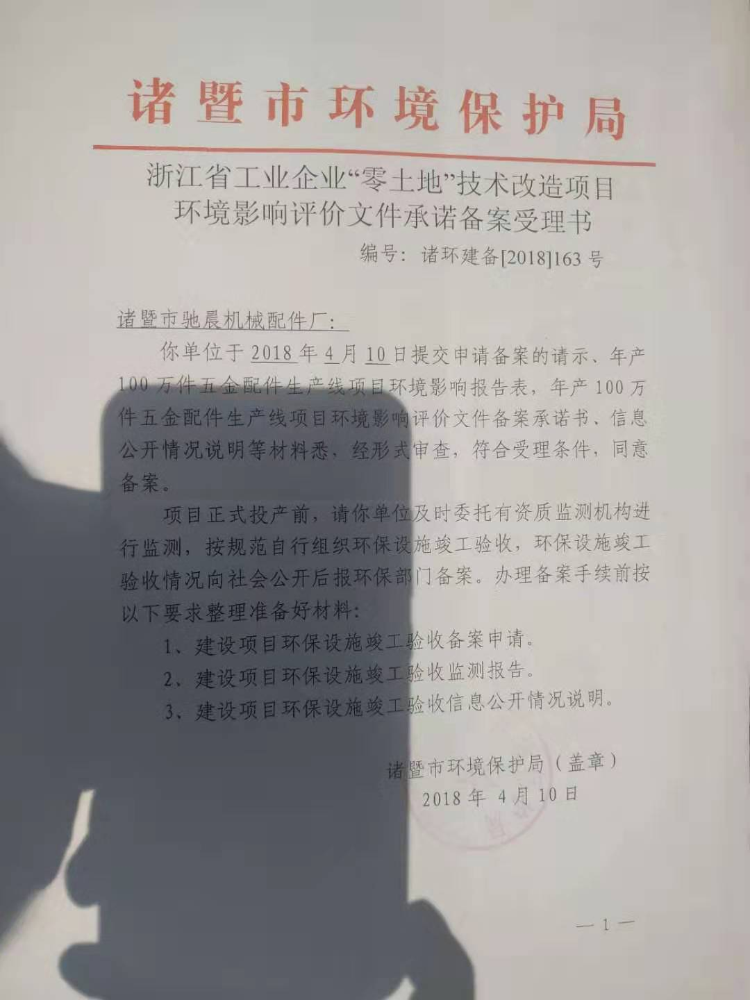 诸暨市环境保护局
浙江省工业企业“零土地”技术改造项目
环境影响评价文件承诺备案受理书
编号：诸环建备[2018]163 号
诸暨市驰晨机械配件厂：
你单位于 2018 年 4 月 10 日提交申请备案的请示、年产
100 万件五金配件生产线项目环境影响报告表，年产 100 万
件五金配件生产线项目环境影响评价文件备案承诺书、信息
公开情况说明等材料悉，经形式审查，符合受理条件，同意
备案。
项目正式投产前，请你单位及时委托有资质监测机构进
行监测，按规范自行组织环保设施竣工验收，环保设施竣工
验收情况向社会公开后报环保部门备案。办理备案手续前按
以下要求整理准备好材料：
1、建设项目环保设施竣工验收备案申请。
2、建设项目环保设施竣工验收监测报告。
3、建设项目环保设施竣工验收信息公开情况说明。
诸暨市环境保护局（盖章）
2018 年 4 月 10 日
— 1 —